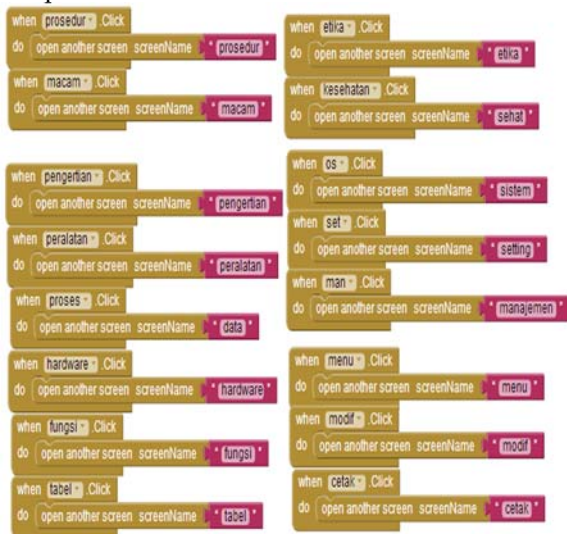 when prosedur .Click
do open another screen screenName " prosedur "
when macam .Click
do open another screen screenName " macam "
when pengertian .Click
do open another screen screenName " pengertian "
when peralatan .Click
do open another screen screenName " peralatan "
when proses .Click
do open another screen screenName " data "
when hardware .Click
do open another screen screenName " hardware "
when fungsi .Click
do open another screen screenName " fungsi "
when tabel .Click
do open another screen screenName " tabel "
when etika .Click
do open another screen screenName " etika "
when kesehatan .Click
do open another screen screenName " sehat "
when os .Click
do open another screen screenName " sistem "
when set .Click
do open another screen screenName " setting "
when man .Click
do open another screen screenName " manajemen "
when menu .Click
do open another screen screenName " menu "
when modif .Click
do open another screen screenName " modif "
when cetak .Click
do open another screen screenName " cetak "